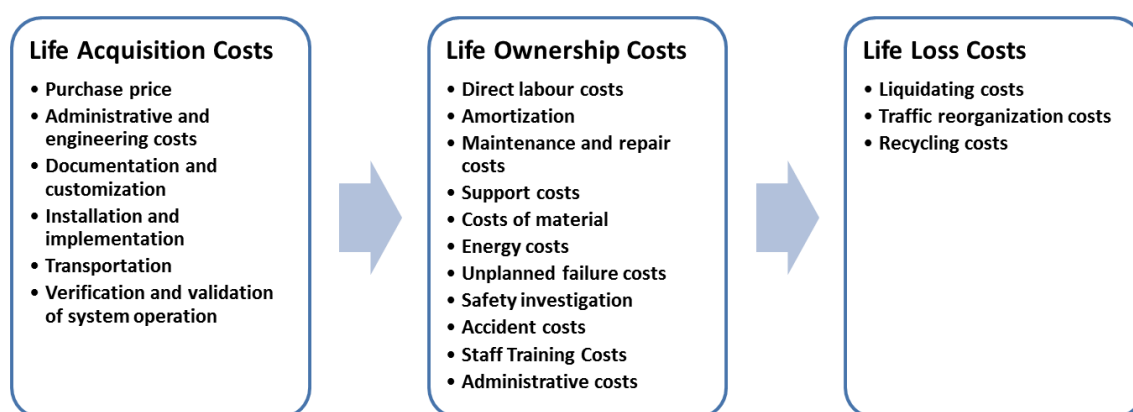 Life Acquisition Costs
• Purchase price
• Administrative and
engineering costs
• Documentation and
customization
• Installation and
implementation
• Transportation
• Verification and validation
of system operation
Life Ownership Costs
• Direct labour costs
• Amortization
• Maintenance and repair
costs
• Support costs
• Costs of material
• Energy costs
• Unplanned failure costs
• Safety investigation
• Accident costs
• Staff Training Costs
• Administrative costs
Life Loss Costs
• Liquidating costs
• Traffic reorganization costs
• Recycling costs